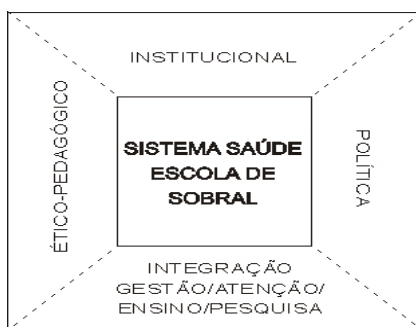 INSTITUCIONAL
ÉTICO-PEDAGÓGICO
SISTEMA SAÚDE
ESCOLA DE
SOBRAL
POLÍTICA
INTEGRAÇÃO
GESTÃO/ATENÇÃO/
ENSINO/PESQUISA